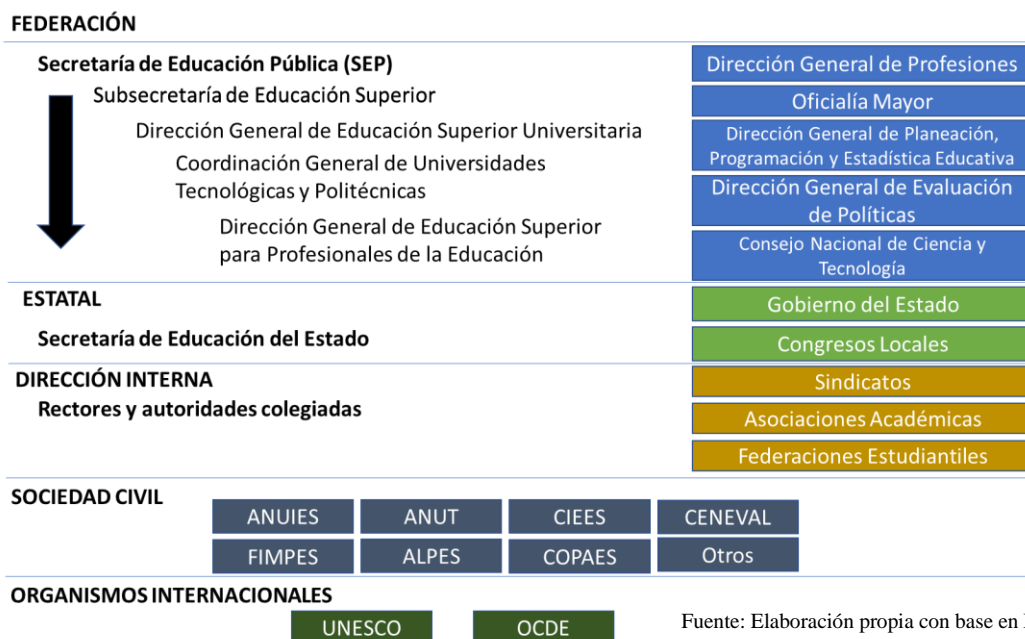 FEDERACIÓN
Secretaría de Educación Pública (SEP)
Subsecretaría de Educación Superior
Dirección General de Educación Superior Universitaria
Coordinación General de Universidades
Tecnológicas y Politécnicas
Dirección General de Educación Superior
para Profesionales de la Educación
Dirección General de Profesiones
Oficialía Mayor
Dirección General de Planeación,
Programación y Estadística Educativa
Dirección General de Evaluación
de Políticas
Consejo Nacional de Ciencia y
Tecnología
ESTATAL
Secretaría de Educación del Estado
Gobierno del Estado
Congresos Locales
DIRECCIÓN INTERNA
Rectores y autoridades colegiadas
Sindicatos
Asociaciones Académicas
Federaciones Estudiantiles
SOCIEDAD CIVIL
ANUIES ANUT CIEES CENEVAL
FIMPES ALPES COPAES Otros
ORGANISMOS INTERNACIONALES
UNESCO OCDE
Fuente: Elaboración propia con base en